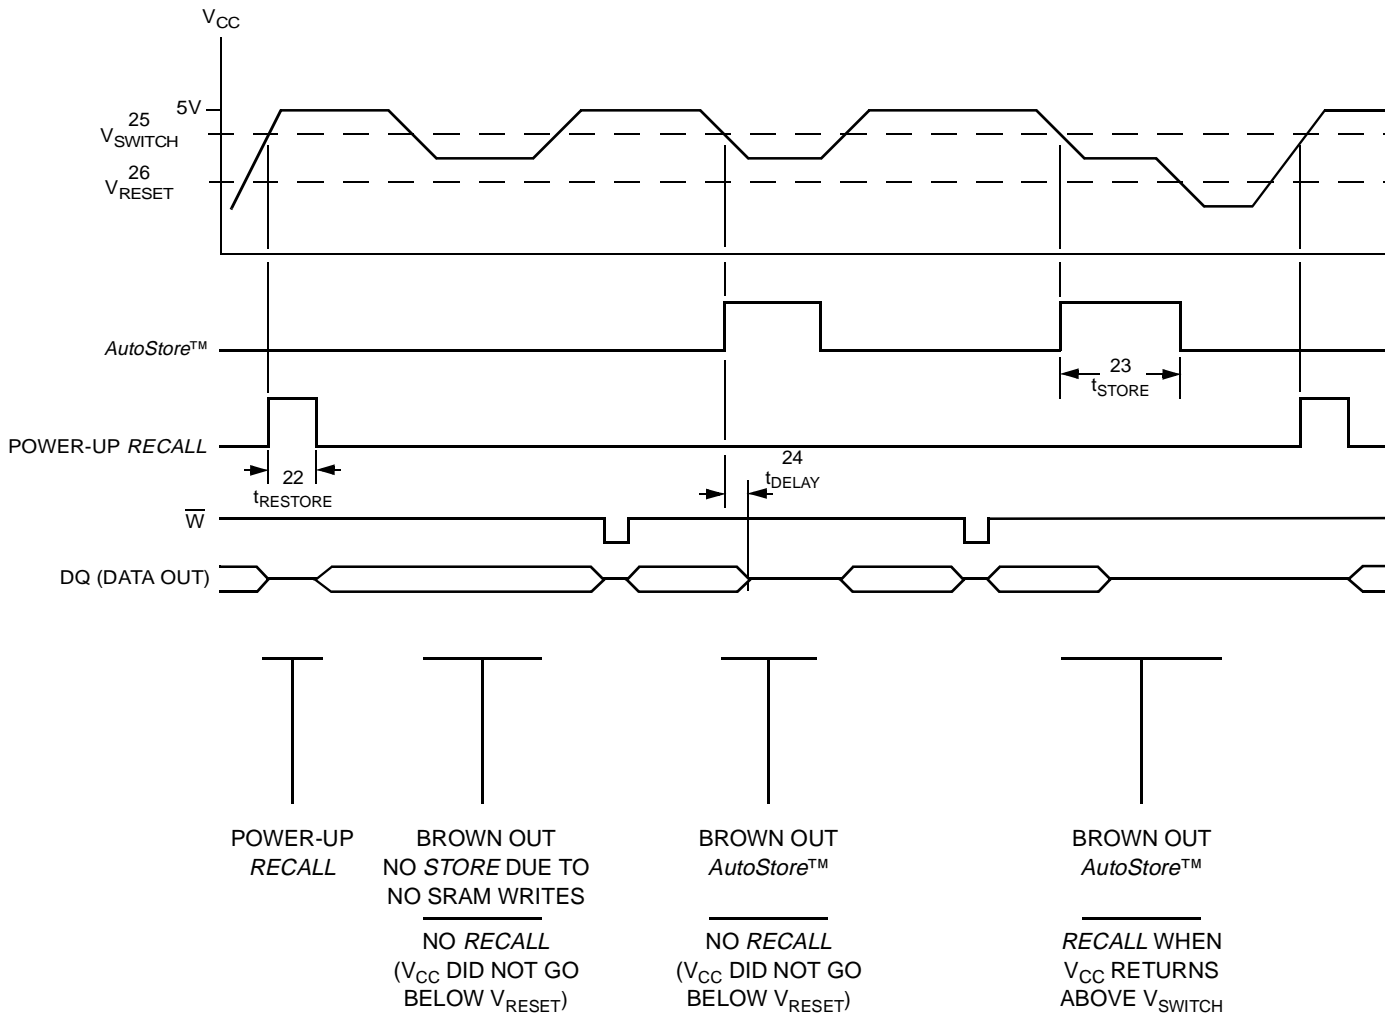 VCC
5V
25
VSWITCH
26
VRESET
AutoStore™
23
tSTORE
POWER-UP RECALL
22
tRESTORE
24
tDELAY
W̅
DQ (DATA OUT)
POWER-UP
RECALL
BROWN OUT
NO STORE DUE TO
NO SRAM WRITES
NO RECALL
(VCC DID NOT GO
BELOW VRESET)
BROWN OUT
AutoStore™
NO RECALL
(VCC DID NOT GO
BELOW VRESET)
BROWN OUT
AutoStore™
RECALL WHEN
VCC RETURNS
ABOVE VSWITCH